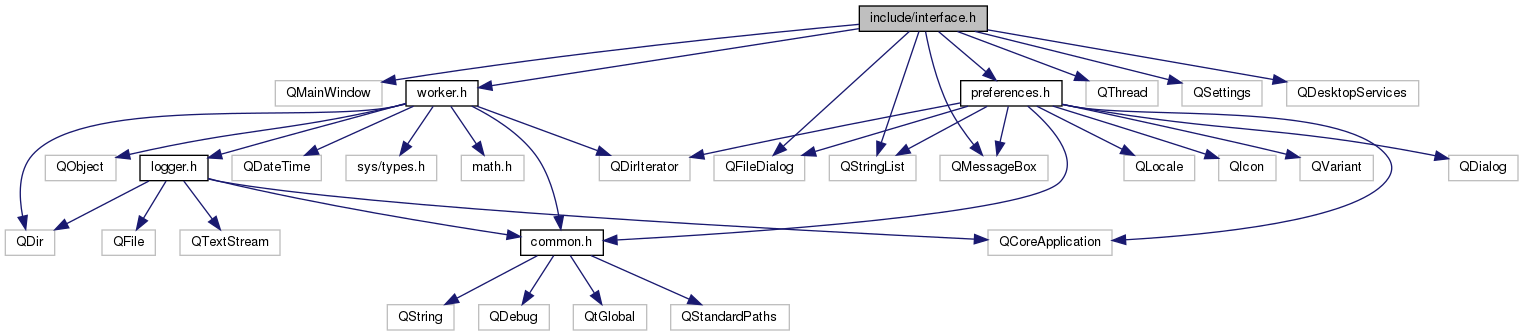 include/interface.h
QMainWindow
worker.h
preferences.h
QThread
QSettings
QDesktopServices
QObject
logger.h
QDateTime
sys/types.h
math.h
QDirIterator
QFileDialog
QStringList
QMessageBox
QLocale
QIcon
QVariant
QDialog
QDir
QFile
QTextStream
common.h
QCoreApplication
QString
QDebug
QtGlobal
QStandardPaths